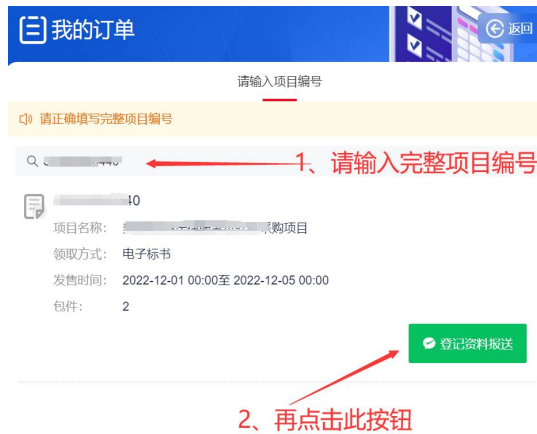 我的订单
返回
请输入项目编号
请正确填写完整项目编号
1、请输入完整项目编号
40
项目名称： 采购项目
领取方式： 电子标书
发售时间： 2022-12-01 00:00至 2022-12-05 00:00
包件： 2
登记资料报送
2、再点击此按钮